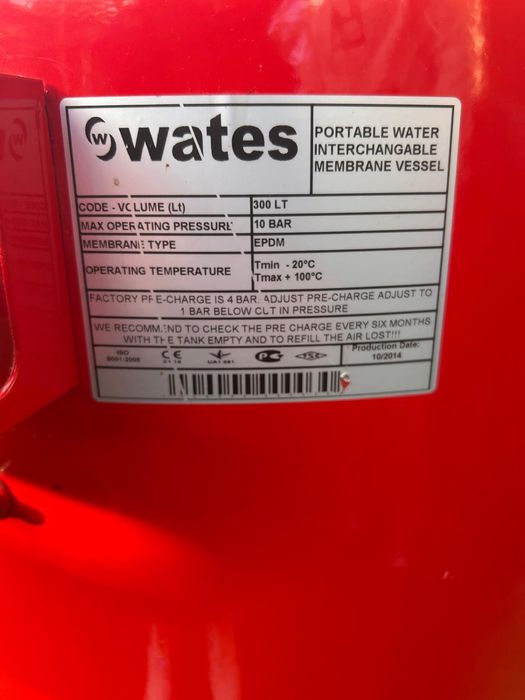 wates
PORTABLE WATER
INTERCHANGABLE
MEMBRANE VESSEL
CODE - VOLUME (Lt) 300 LT
MAX OPERATING PRESSURE 10 BAR
MEMBRANE TYPE EPDM
OPERATING TEMPERATURE Tmin - 20°C
Tmax + 100°C
FACTORY PRE-CHARGE IS 4 BAR. ADJUST PRE-CHARGE ADJUST TO
1 BAR BELOW CUT IN PRESSURE
WE RECOMMEND TO CHECK THE PRE CHARGE EVERY SIX MONTHS
WITH THE TANK EMPTY AND TO REFILL THE AIR LOST!!!
ISO
9001:2008
CE
Production Date:
10/2014